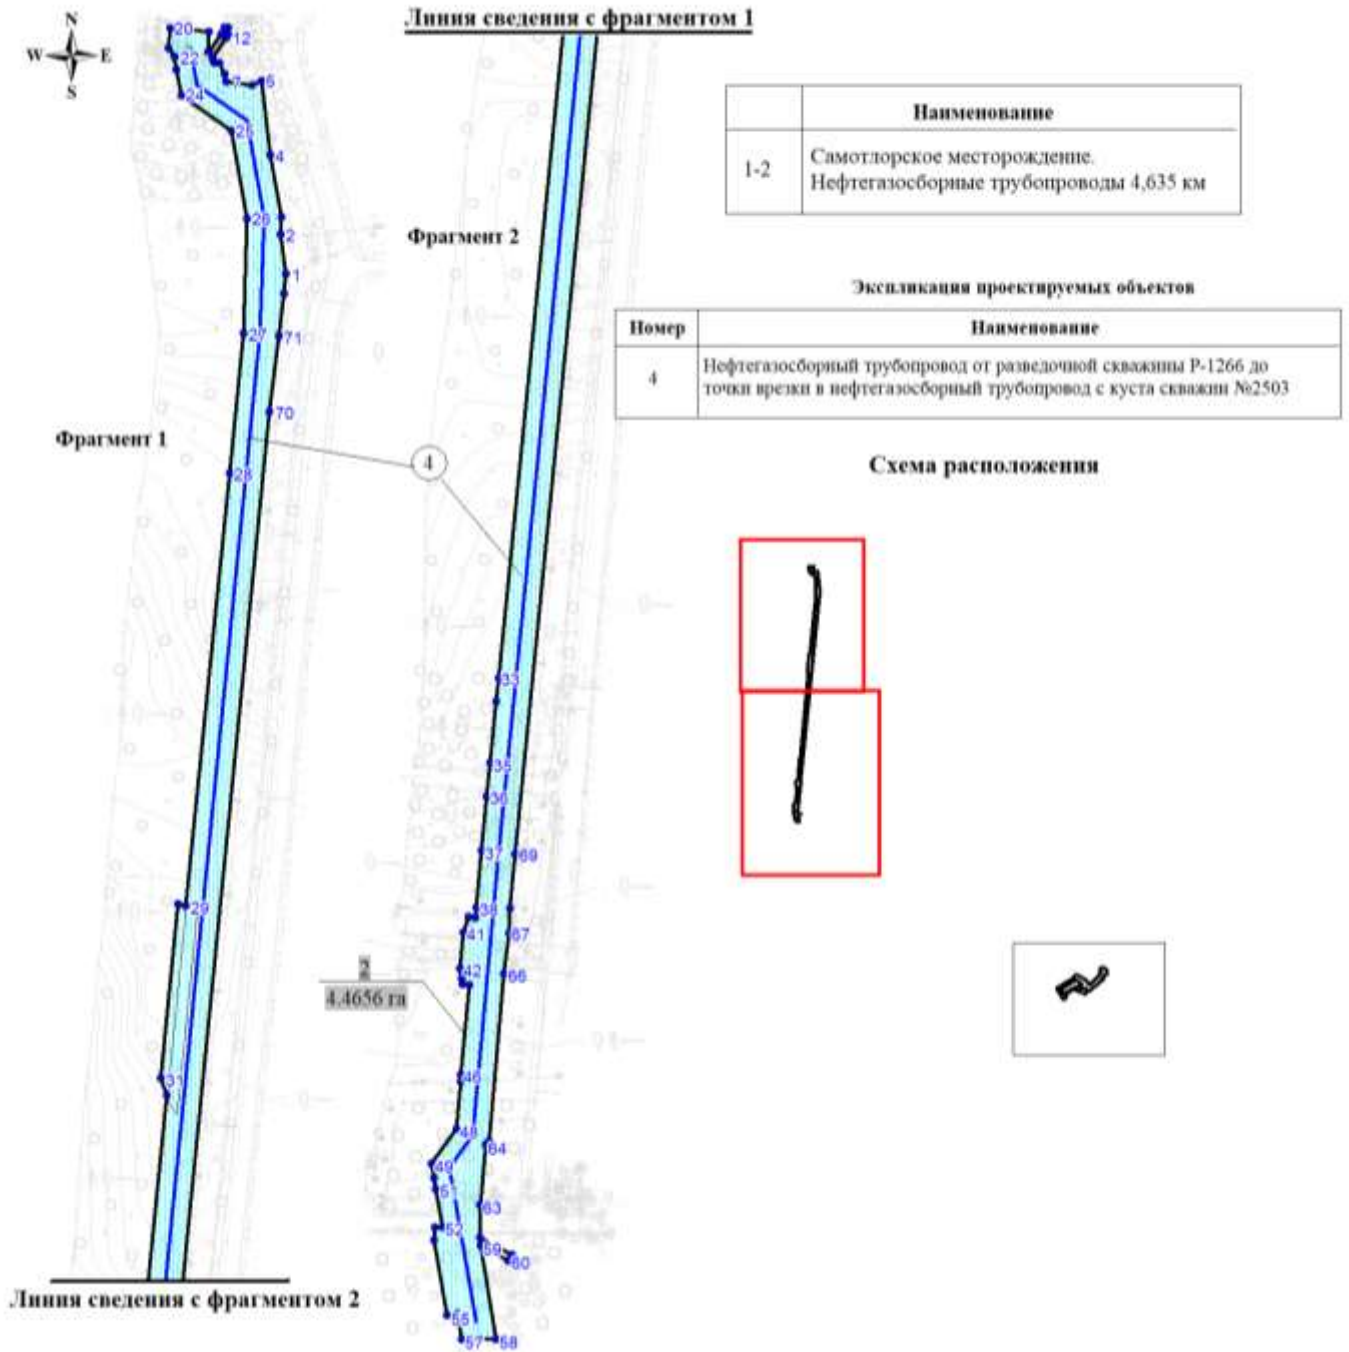 Линия сведения с фрагментом 1
N
W E
S
20
12
22
7
5
24
25
4
26
2
1
27
71
70
28
29
31
Фрагмент 1
4
Линия сведения с фрагментом 2
Фрагмент 2
33
35
36
37
69
38
41
67
42
66
2
4.4656 га
46
48
64
49
51
63
52
59
60
55
57
58
Наименование
1-2
Самотлорское месторождение.
Нефтегазосборные трубопроводы 4,635 км
Экспликация проектируемых объектов
Номер Наименование
4
Нефтегазосборный трубопровод от разведочной скважины Р-1266 до
точки врезки в нефтегазосборный трубопровод с куста скважин №2503
Схема расположения